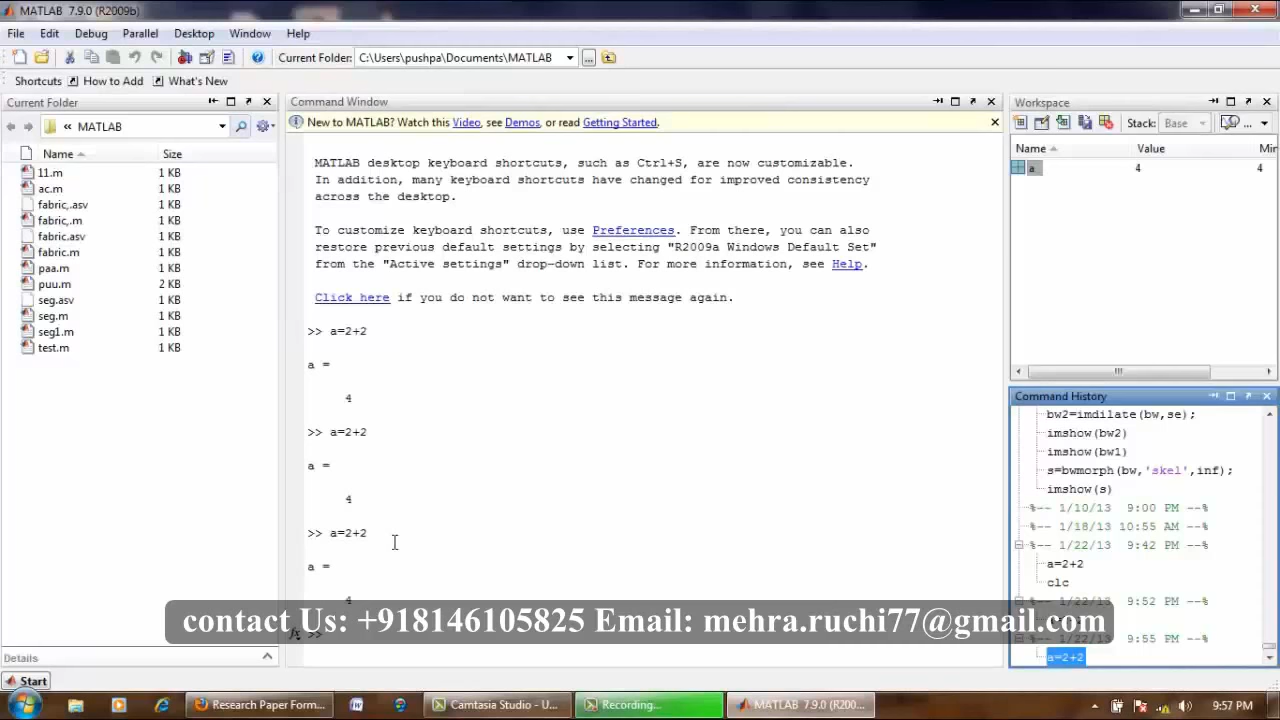 MATLAB 7.9.0 (R2009b)
File Edit Debug Parallel Desktop Window Help
Current Folder: C:\Users\pushpa\Documents\MATLAB
Shortcuts How to Add What's New
Current Folder
« MATLAB
Name Size
11.m 1 KB
ac.m 1 KB
fabric,.asv 1 KB
fabric,.m 1 KB
fabric.asv 1 KB
fabric.m 1 KB
paa.m 1 KB
puu.m 2 KB
seg.asv 1 KB
seg.m 1 KB
seg1.m 1 KB
test.m 1 KB
Details
Start
Command Window
New to MATLAB? Watch this Video, see Demos, or read Getting Started.
MATLAB desktop keyboard shortcuts, such as Ctrl+S, are now customizable.
In addition, many keyboard shortcuts have changed for improved consistency
across the desktop.
To customize keyboard shortcuts, use Preferences. From there, you can also
restore previous default settings by selecting "R2009a Windows Default Set"
from the "Active settings" drop-down list. For more information, see Help.
Click here if you do not want to see this message again.
>> a=2+2
a =
4
>> a=2+2
a =
4
>> a=2+2
a =
4
fx >>
Workspace
Stack: Base
Name Value Min
a 4 4
Command History
bw2=imdilate(bw,se);
imshow(bw2)
imshow(bw1)
s=bwmorph(bw,'skel',inf);
imshow(s)
%-- 1/10/13 9:00 PM --%
%-- 1/18/13 10:55 AM --%
%-- 1/22/13 9:42 PM --%
a=2+2
clc
%-- 1/22/13 9:52 PM --%
%-- 1/22/13 9:55 PM --%
a=2+2
contact Us: +918146105825 Email: mehra.ruchi77@gmail.com
Research Paper Form...
Camtasia Studio - U...
Recording...
MATLAB 7.9.0 (R200...
9:57 PM